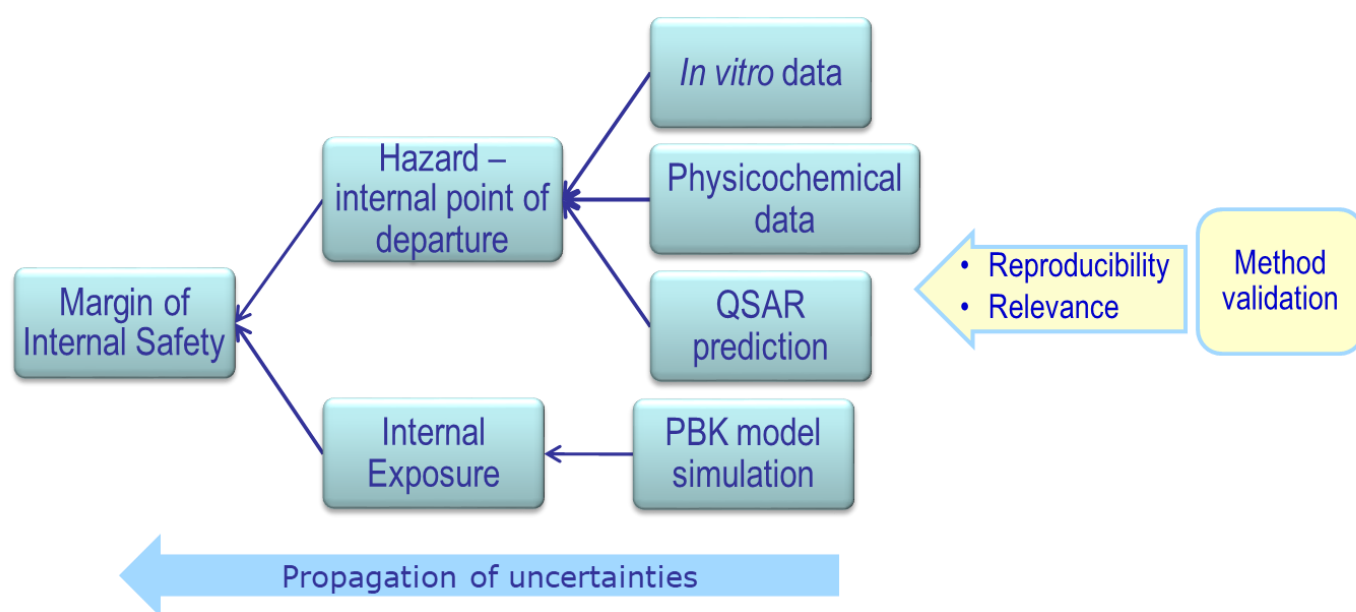 In vitro data
Hazard –
internal point of
departure
Physicochemical
data
Margin of
Internal Safety
QSAR
prediction
• Reproducibility
• Relevance
Method
validation
Internal
Exposure
PBK model
simulation
Propagation of uncertainties